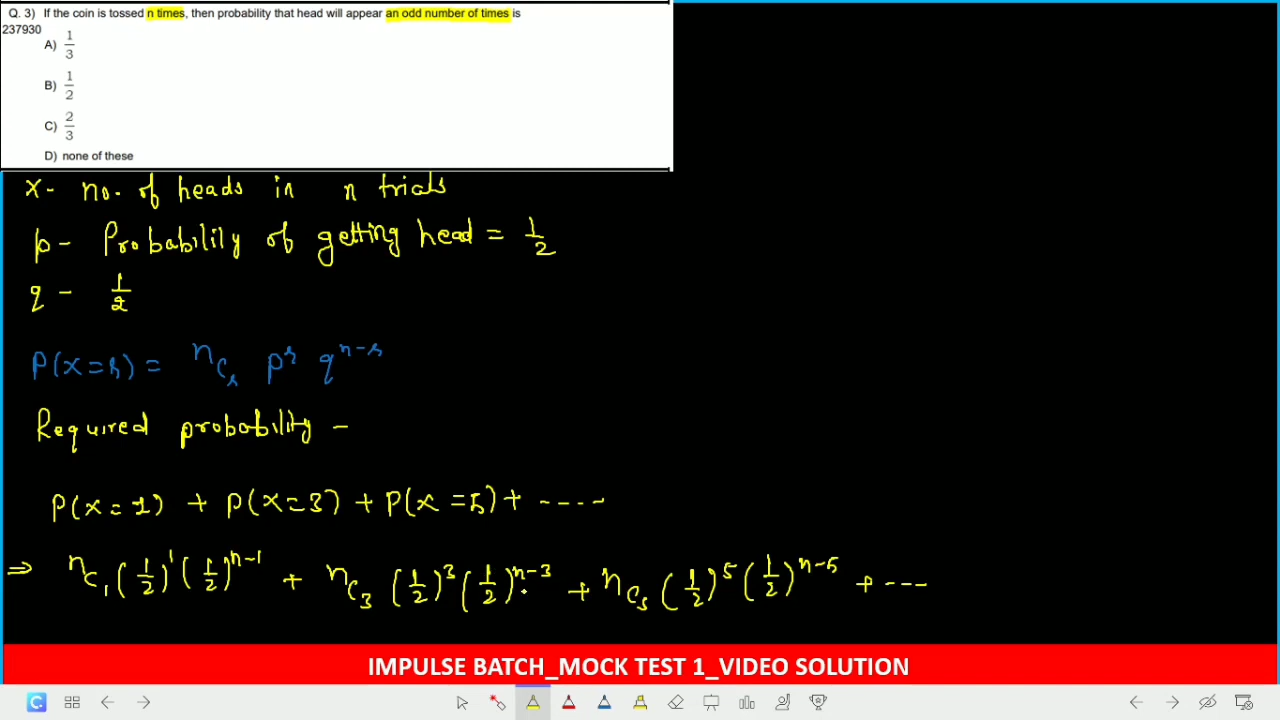 Q. 3) If the coin is tossed n times, then probability that head will appear an odd number of times is
237930
A) 1/3
B) 1/2
C) 2/3
D) none of these
X - no. of heads in n trials
p - Probability of getting head = 1/2
q - 1/2
P(X=r) = nCr p^r q^(n-r)
Required probability -
P(X=1) + P(X=3) + P(X=5) + ----
⇒ nC1 (1/2)^1 (1/2)^(n-1) + nC3 (1/2)^3 (1/2)^(n-3) + nC5 (1/2)^5 (1/2)^(n-5) + ---
IMPULSE BATCH_MOCK TEST 1_VIDEO SOLUTION